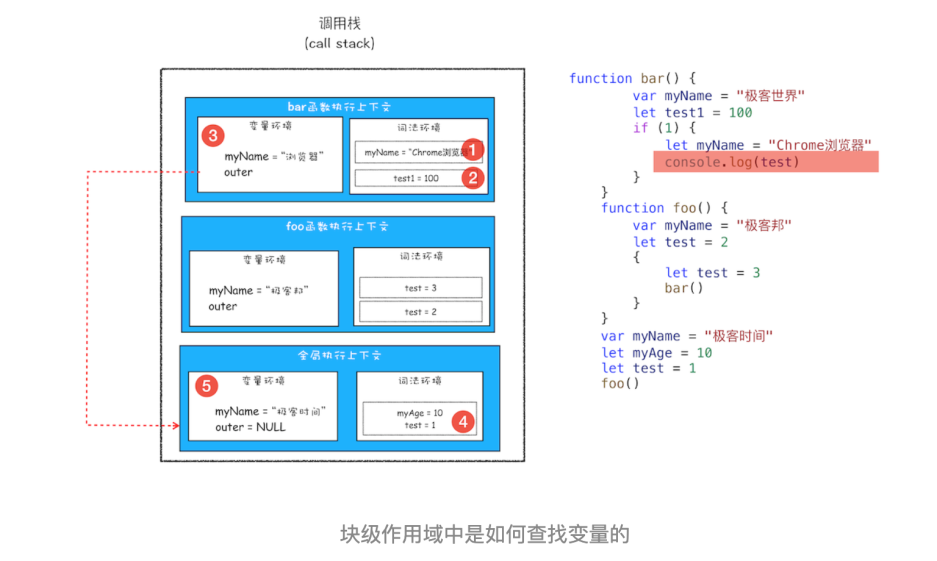 调用栈
(call stack)
bar函数执行上下文
变量环境
词法环境
3
myName = "浏览器"
outer
myName = "Chrome浏览器
1
test1 = 100
2
foo函数执行上下文
变量环境
词法环境
myName = "极客邦"
outer
test = 3
test = 2
全局执行上下文
变量环境
词法环境
5
myName = "极客时间"
outer = NULL
myAge = 10
test = 1
4
function bar() {
var myName = "极客世界"
let test1 = 100
if (1) {
let myName = "Chrome浏览器"
console.log(test)
}
}
function foo() {
var myName = "极客邦"
let test = 2
{
let test = 3
bar()
}
}
var myName = "极客时间"
let myAge = 10
let test = 1
foo()
块级作用域中是如何查找变量的